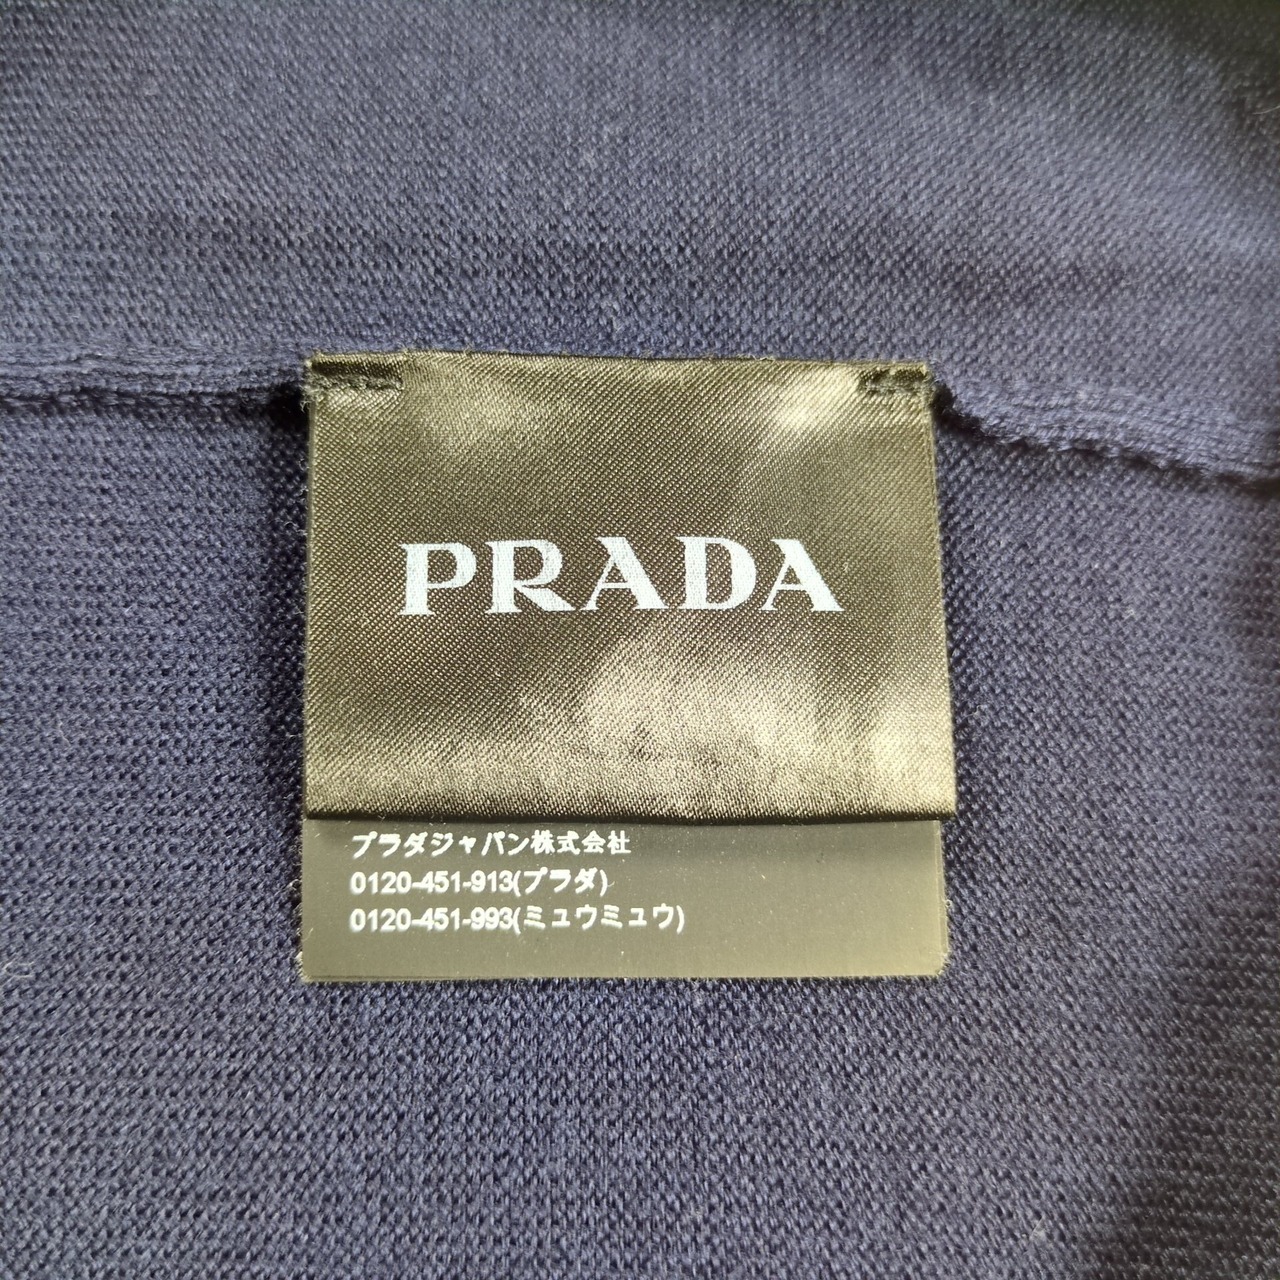 PRADA
プラダジャパン株式会社
0120-451-913(プラダ)
0120-451-993(ミュウミュウ)